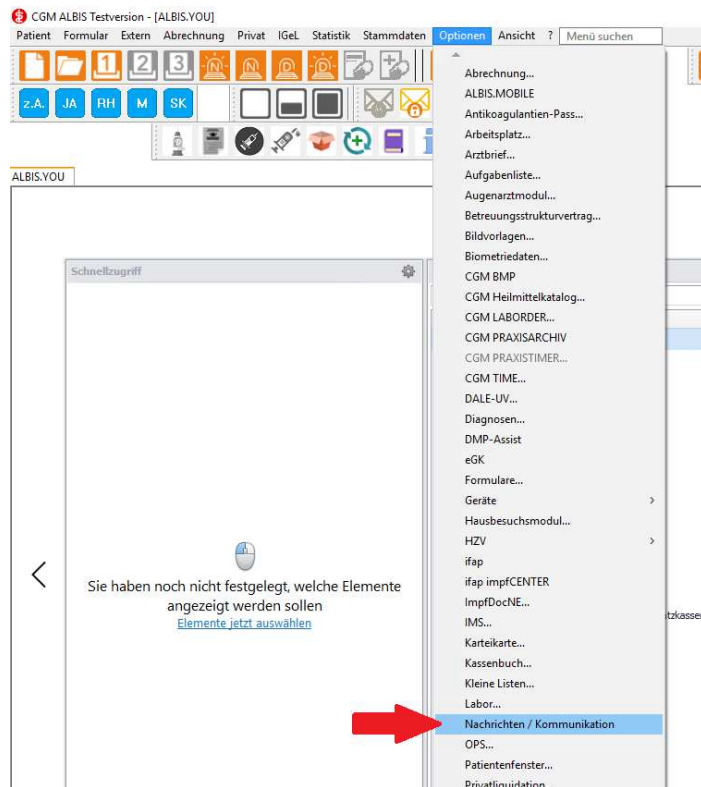 CGM ALBIS Testversion - [ALBIS.YOU]
Patient Formular Extern Abrechnung Privat IGeL Statistik Stammdaten Optionen Ansicht ? Menü suchen
1 2 3 N N D D
z.A. JA RH M SK
ALBIS.YOU
Schnellzugriff
Sie haben noch nicht festgelegt, welche Elemente
angezeigt werden sollen
Elemente jetzt auswählen
Abrechnung...
ALBIS.MOBILE
Antikoagulantien-Pass...
Arbeitsplatz...
Arztbrief...
Aufgabenliste...
Augenarztmodul...
Betreuungsstrukturvertrag...
Bildvorlagen...
Biometriedaten...
CGM BMP
CGM Heilmittelkatalog...
CGM LABORDER...
CGM PRAXISARCHIV
CGM PRAXISTIMER...
CGM TIME...
DALE-UV...
Diagnosen...
DMP-Assist
eGK
Formulare...
Geräte
Hausbesuchsmodul...
HZV
ifap
ifap impfCENTER
ImpfDocNE...
IMS...
Karteikarte...
Kassenbuch...
Kleine Listen...
Labor...
Nachrichten / Kommunikation
OPS...
Patientenfenster...
Privatliquidation